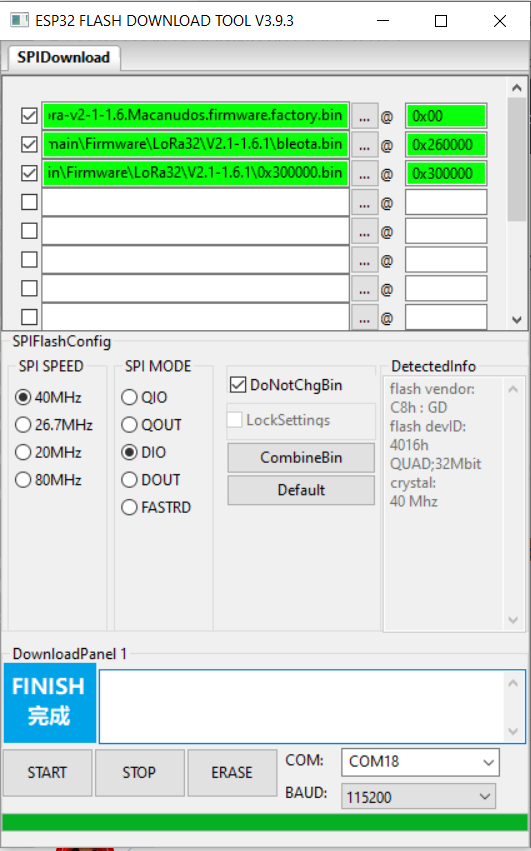 ESP32 FLASH DOWNLOAD TOOL V3.9.3
SPIDownload
ora-v2-1-1.6.Macanudos.firmware.factory.bin ... @ 0x00
main\Firmware\LoRa32\V2.1-1.6.1\bleota.bin ... @ 0x260000
in\Firmware\LoRa32\V2.1-1.6.1\0x300000.bin ... @ 0x300000
... @
... @
... @
... @
... @
SPIFlashConfig
SPI SPEED
40MHz
26.7MHz
20MHz
80MHz
SPI MODE
QIO
QOUT
DIO
DOUT
FASTRD
DoNotChgBin
LockSettings
CombineBin
Default
DetectedInfo
flash vendor:
C8h : GD
flash devID:
4016h
QUAD;32Mbit
crystal:
40 Mhz
DownloadPanel 1
FINISH
完成
START
STOP
ERASE
COM: COM18
BAUD: 115200